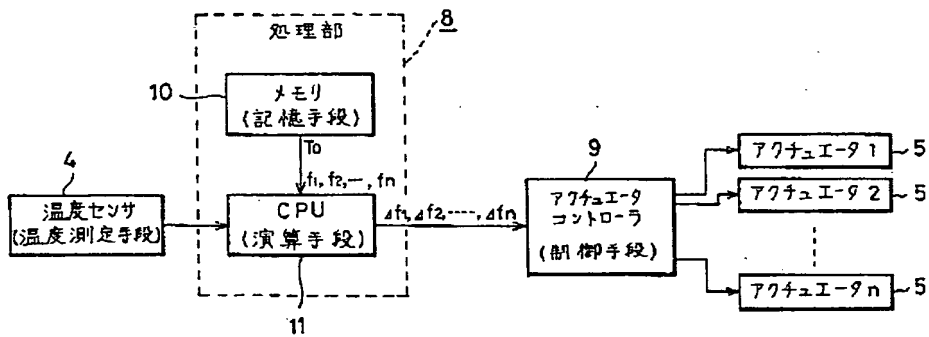 処理部
8
10
メモリ
(記憶手段)
To
f1, f2, ―, fn
4
温度センサ
(温度測定手段)
CPU
(演算手段)
11
Δf1, Δf2, ‥‥‥, Δfn
9
アクチュエータ
コントローラ
(制御手段)
アクチュエータ1
5
アクチュエータ2
5
アクチュエータn
5